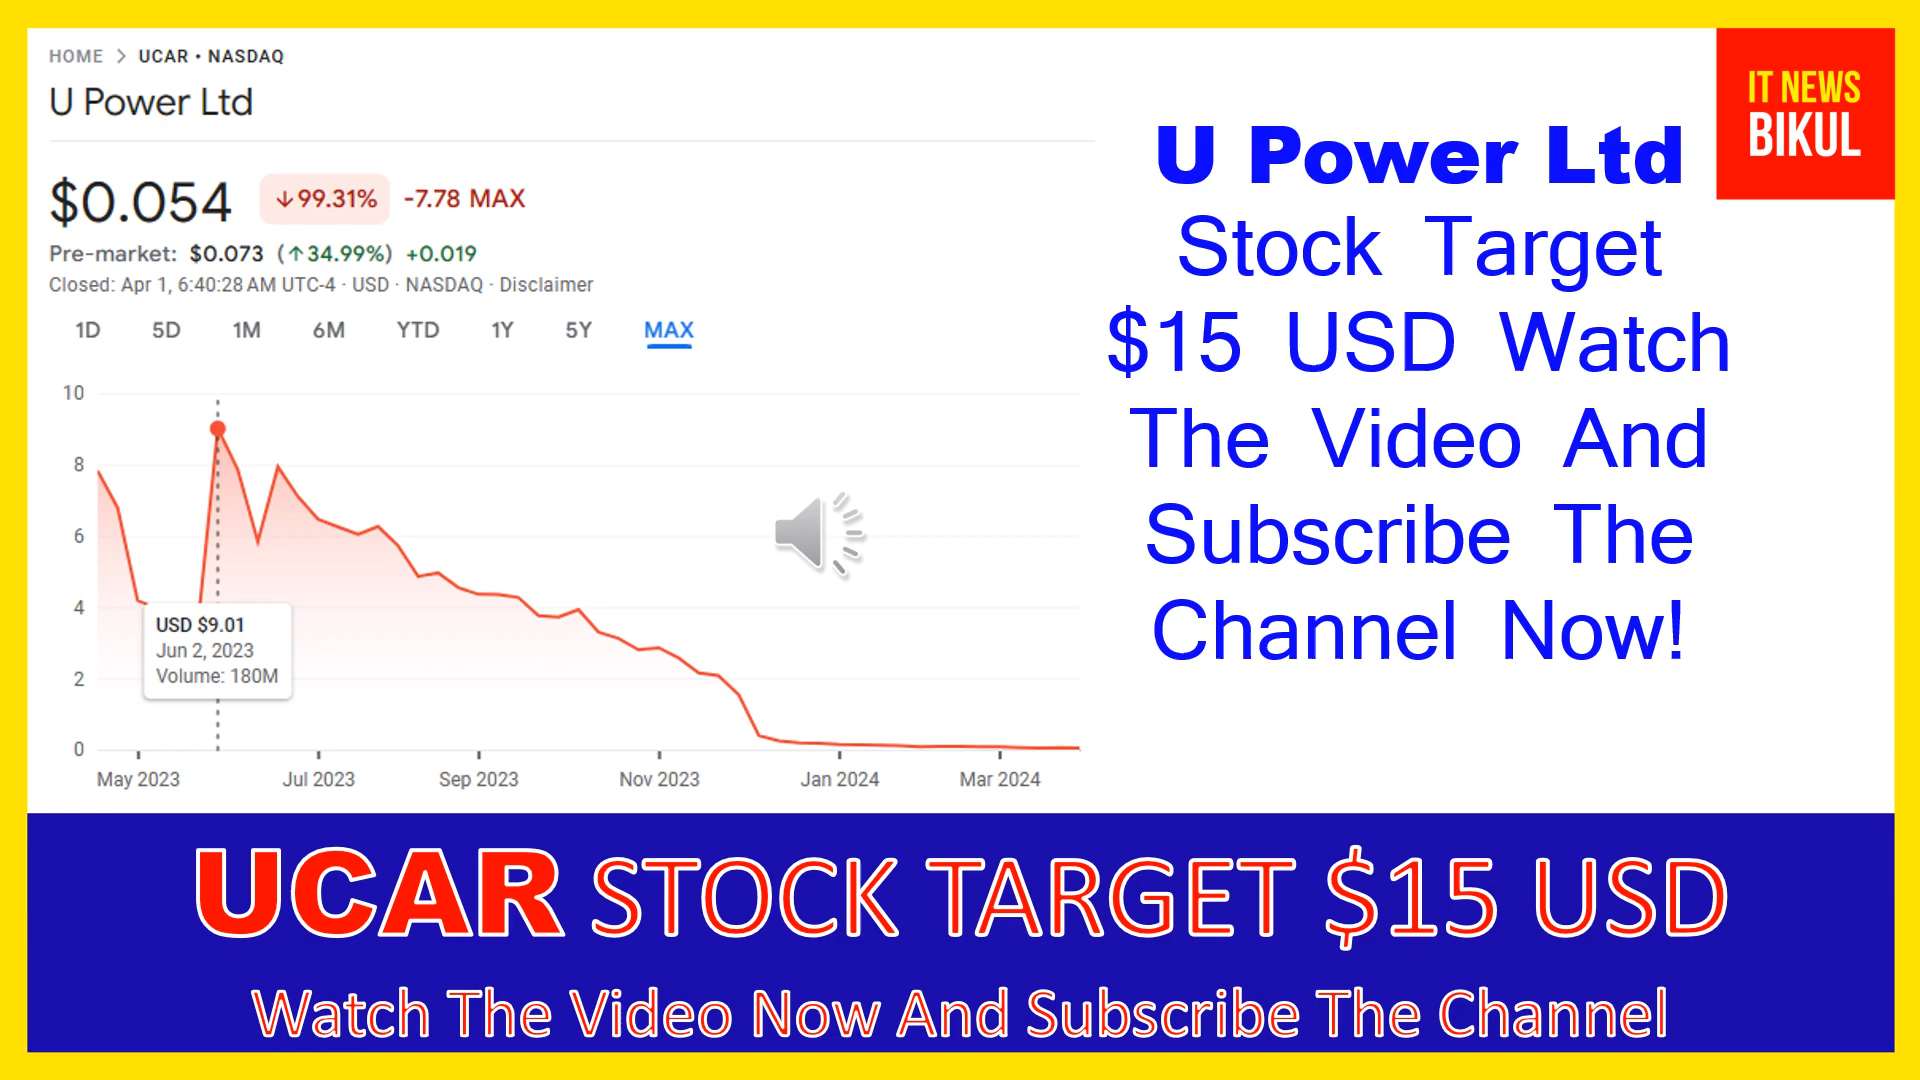 HOME > UCAR • NASDAQ
U Power Ltd
$0.054 ↓99.31% -7.78 MAX
Pre-market: $0.073 (↑34.99%) +0.019
Closed: Apr 1, 6:40:28 AM UTC-4 · USD · NASDAQ · Disclaimer
1D 5D 1M 6M YTD 1Y 5Y MAX
10
8
6
4
2
0
USD $9.01
Jun 2, 2023
Volume: 180M
May 2023 Jul 2023 Sep 2023 Nov 2023 Jan 2024 Mar 2024
IT NEWS
BIKUL
U Power Ltd
Stock Target
$15 USD Watch
The Video And
Subscribe The
Channel Now!
UCAR STOCK TARGET $15 USD
Watch The Video Now And Subscribe The Channel